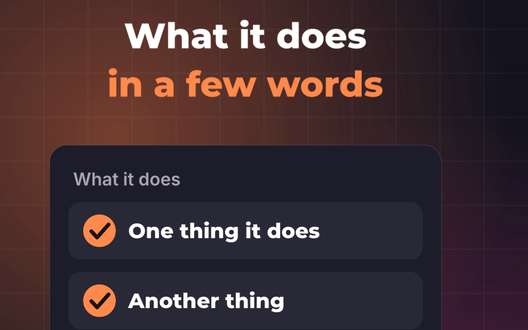 What it does
in a few words
What it does
One thing it does
Another thing